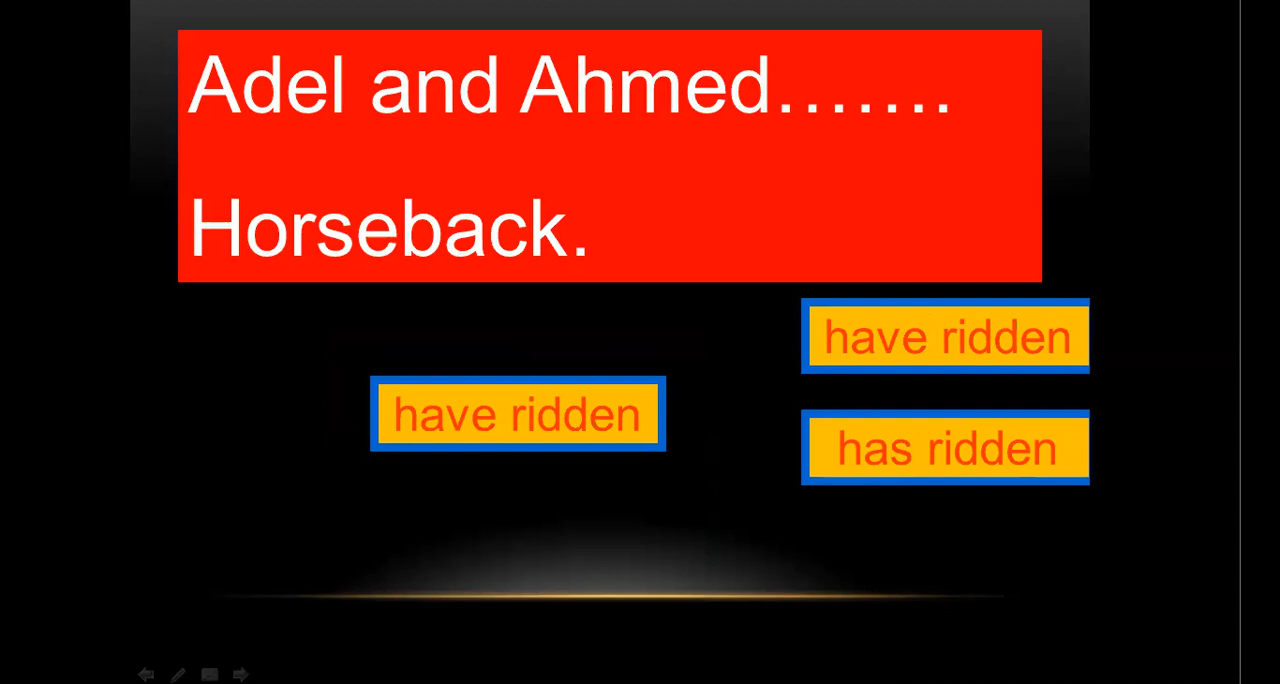 Adel and Ahmed.......
Horseback.
have ridden
have ridden
has ridden